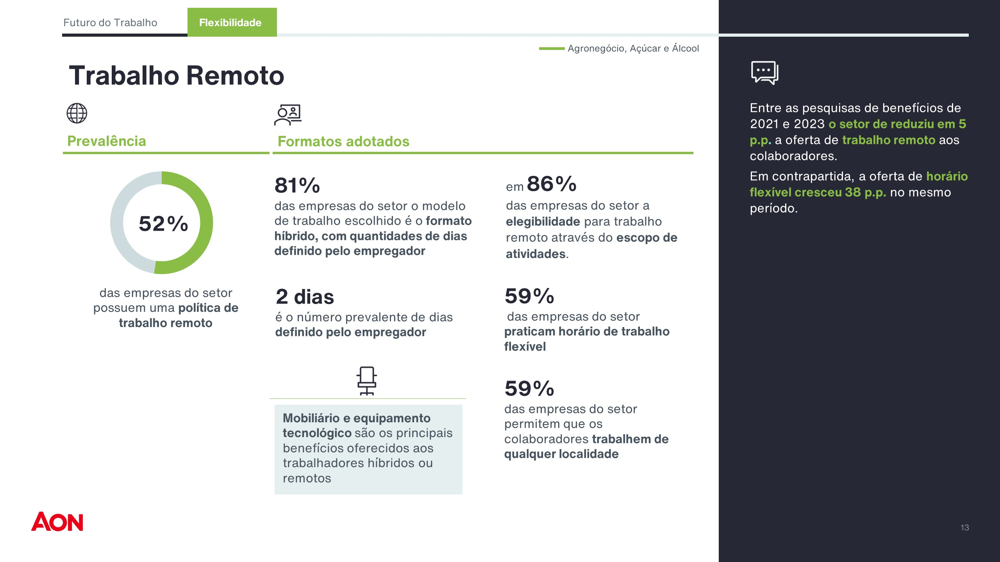 Futuro do Trabalho
Flexibilidade
Agronegócio, Açúcar e Álcool
Trabalho Remoto
Prevalência
52%
das empresas do setor
possuem uma política de
trabalho remoto
Formatos adotados
81%
das empresas do setor o modelo
de trabalho escolhido é o formato
híbrido, com quantidades de dias
definido pelo empregador
2 dias
é o número prevalente de dias
definido pelo empregador
Mobiliário e equipamento
tecnológico são os principais
benefícios oferecidos aos
trabalhadores híbridos ou
remotos
em 86%
das empresas do setor a
elegibilidade para trabalho
remoto através do escopo de
atividades.
59%
das empresas do setor
praticam horário de trabalho
flexível
59%
das empresas do setor
permitem que os
colaboradores trabalhem de
qualquer localidade
Entre as pesquisas de benefícios de
2021 e 2023 o setor de reduziu em 5
p.p. a oferta de trabalho remoto aos
colaboradores.
Em contrapartida, a oferta de horário
flexível cresceu 38 p.p. no mesmo
período.
AON
13